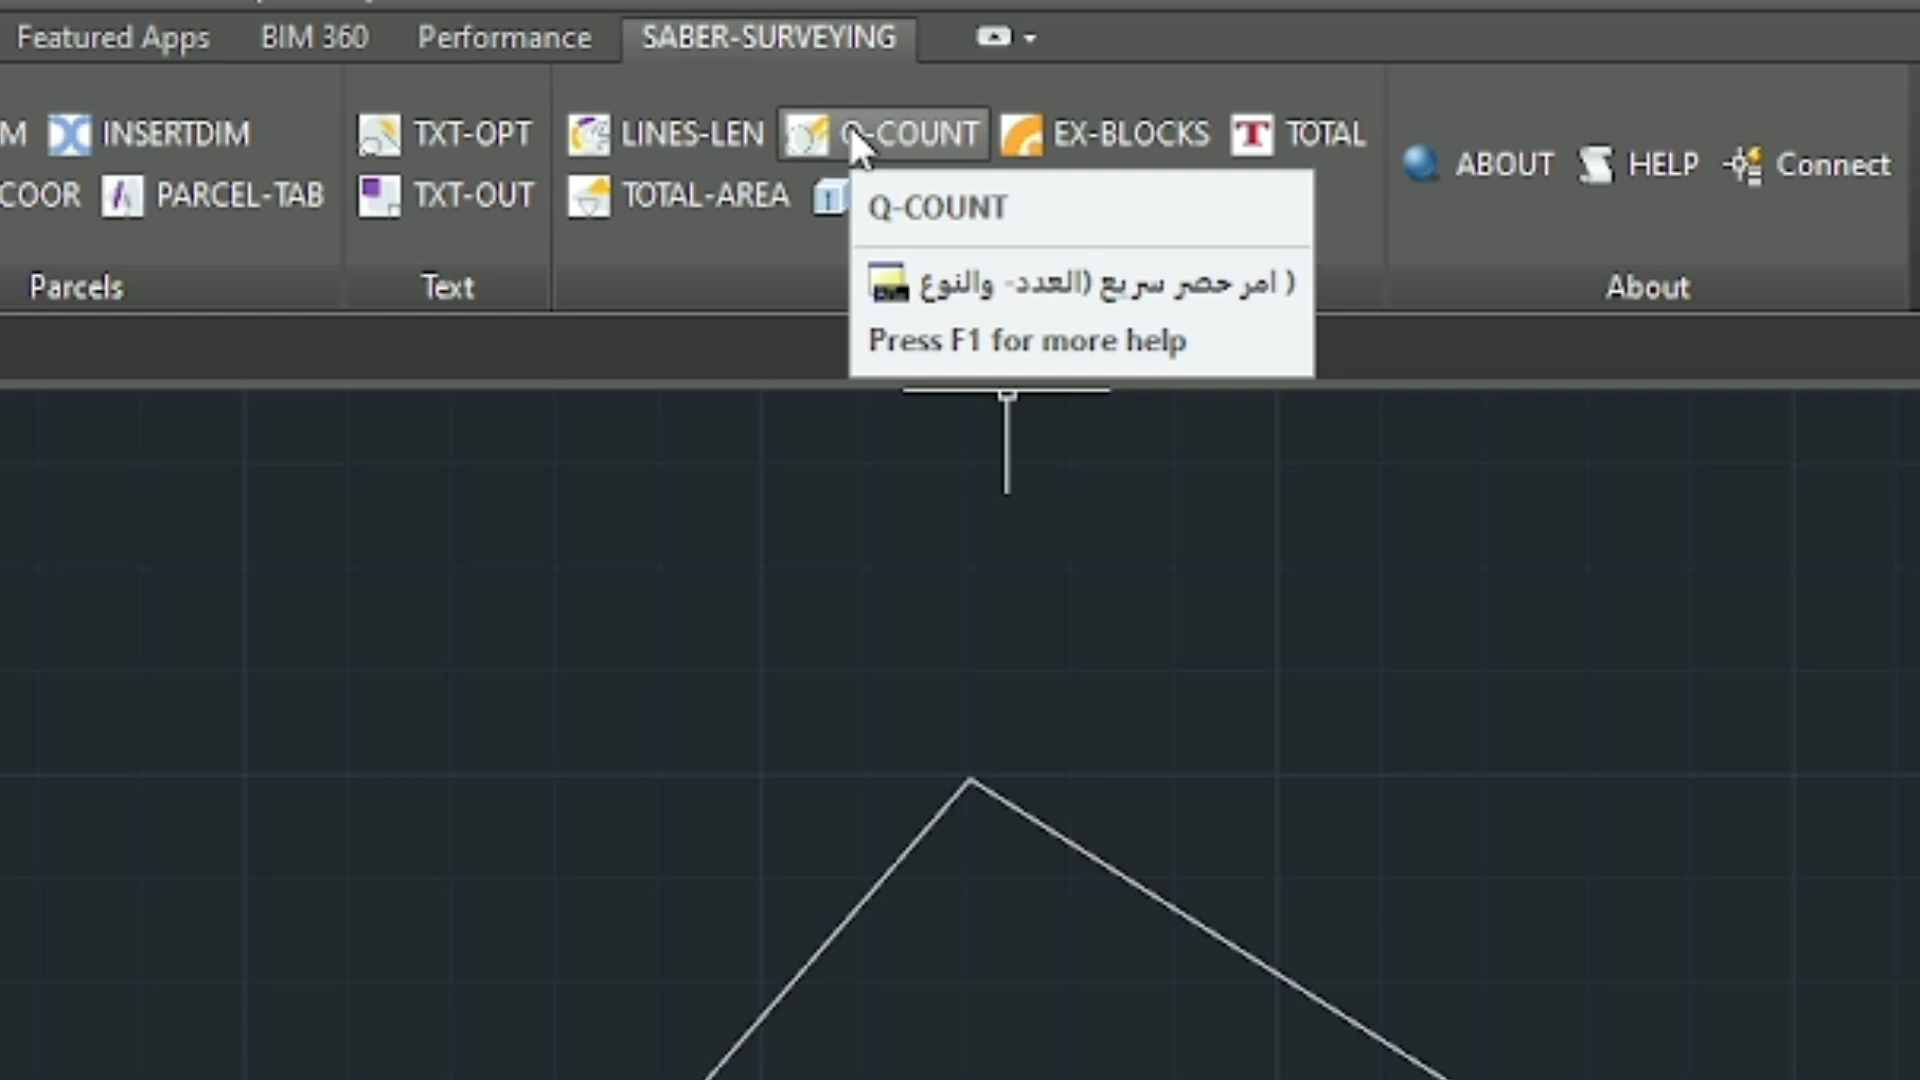 Featured Apps BIM 360 Performance SABER-SURVEYING
M INSERTDIM TXT-OPT LINES-LEN Q-COUNT EX-BLOCKS TOTAL
ABOUT HELP Connect
COOR PARCEL-TAB TXT-OUT TOTAL-AREA
Q-COUNT
( امر حصر سريع (العدد- والنوع
Press F1 for more help
Parcels Text About